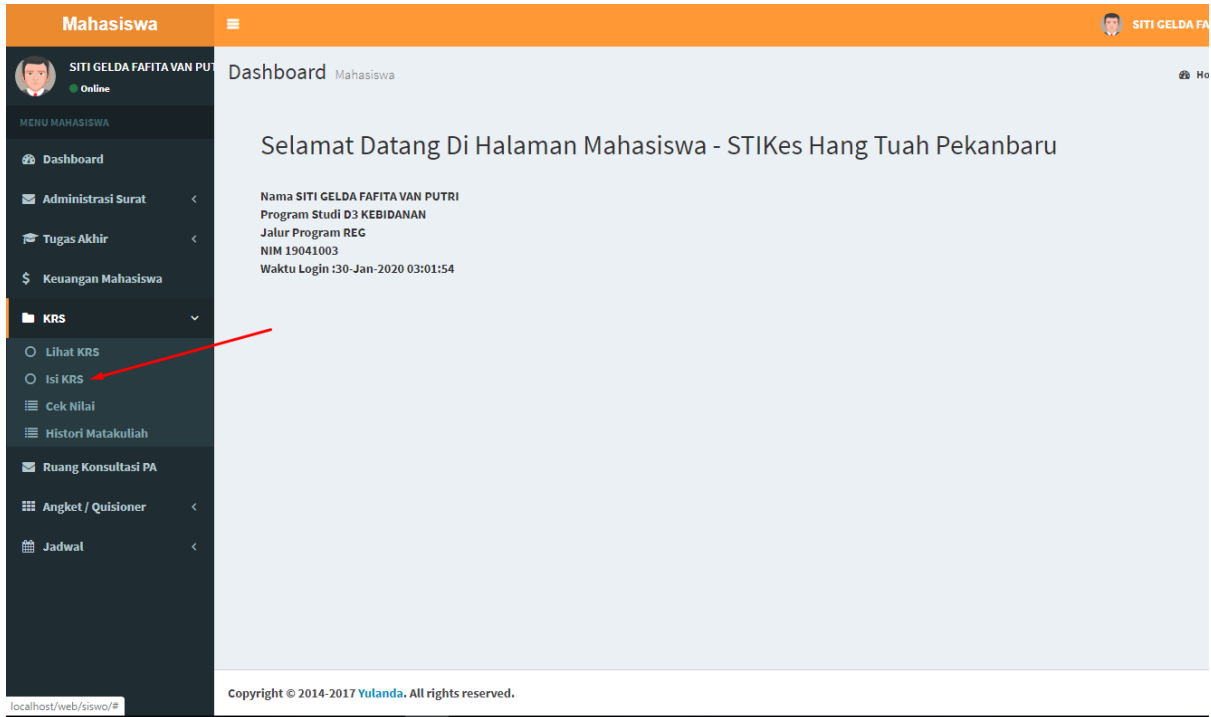 Mahasiswa
SITI GELDA FA
SITI GELDA FAFITA VAN PUT
Online
Dashboard Mahasiswa
Ho
MENU MAHASISWA
Dashboard
Administrasi Surat
Tugas Akhir
$ Keuangan Mahasiswa
KRS
Lihat KRS
Isi KRS
Cek Nilai
Histori Matakuliah
Ruang Konsultasi PA
Angket / Quisioner
Jadwal
Selamat Datang Di Halaman Mahasiswa - STIKes Hang Tuah Pekanbaru
Nama SITI GELDA FAFITA VAN PUTRI
Program Studi D3 KEBIDANAN
Jalur Program REG
NIM 19041003
Waktu Login :30-Jan-2020 03:01:54
Copyright © 2014-2017 Yulanda. All rights reserved.
localhost/web/siswo/#